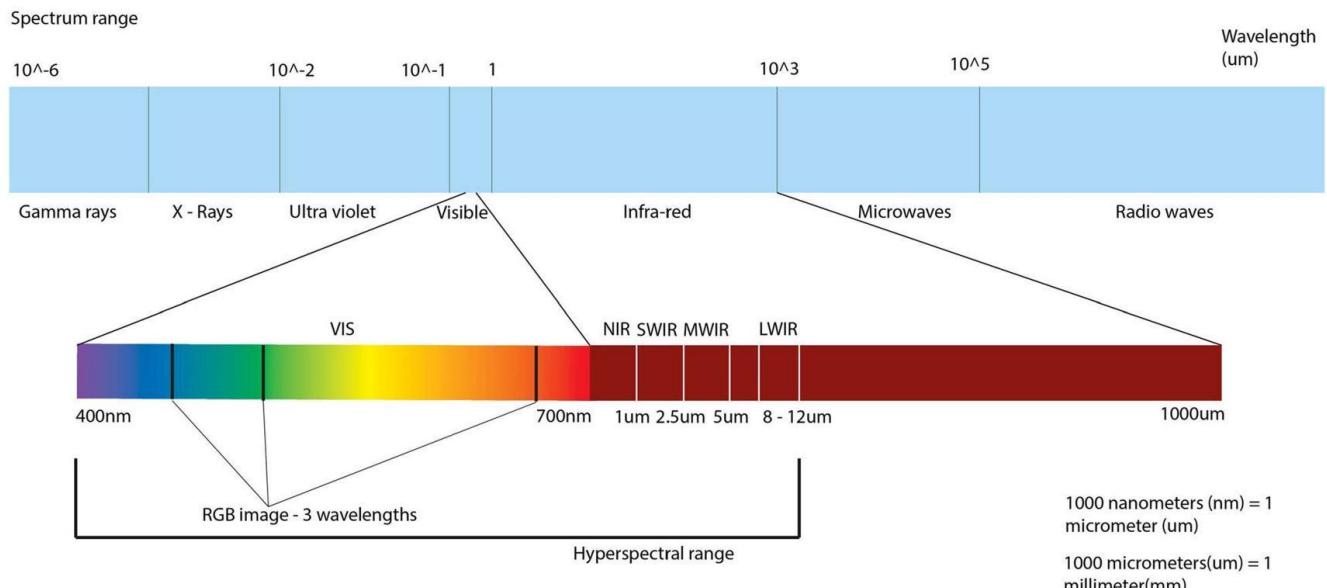 Spectrum range
Wavelength
(um)
10^-6
10^-2
10^-1
1
10^3
10^5
Gamma rays
X - Rays
Ultra violet
Visible
Infra-red
Microwaves
Radio waves
VIS
NIR SWIR MWIR LWIR
400nm
700nm
1um 2.5um 5um 8 - 12um
1000um
RGB image - 3 wavelengths
Hyperspectral range
1000 nanometers (nm) = 1
micrometer (um)
1000 micrometers(um) = 1
millimeter(mm)